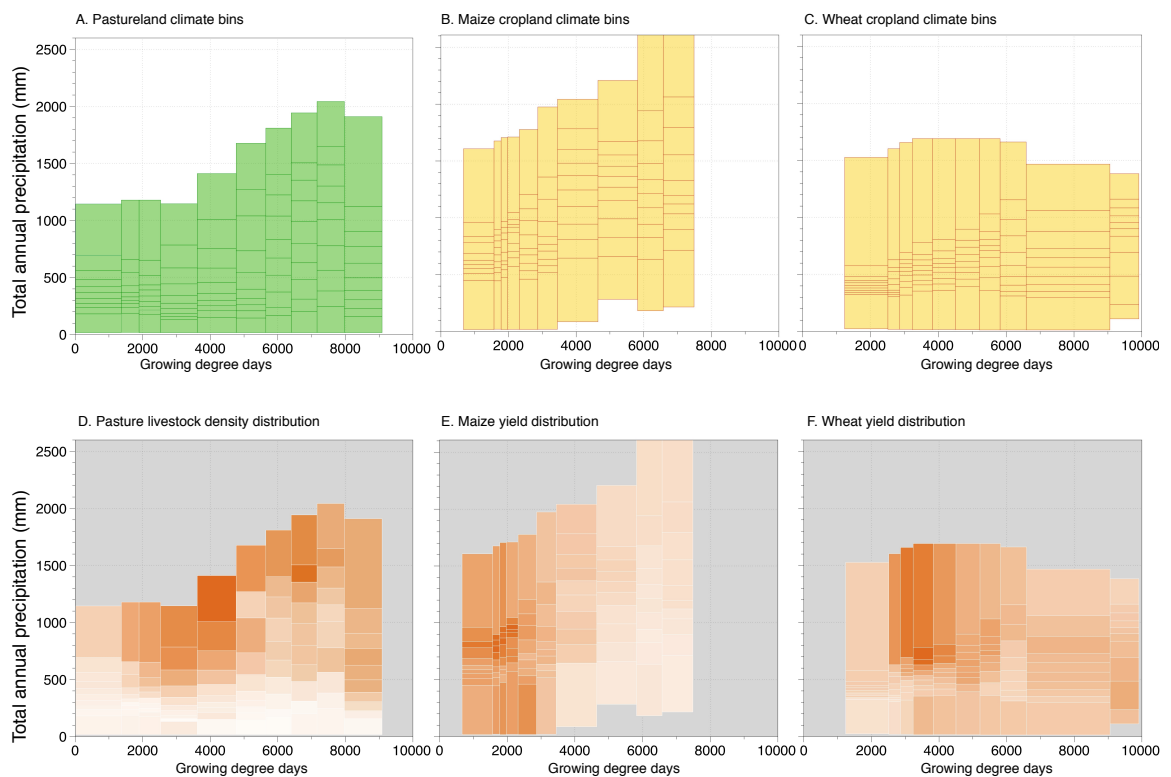 A. Pastureland climate bins
B. Maize cropland climate bins
C. Wheat cropland climate bins
Total annual precipitation (mm)
2500
2000
1500
1000
500
0
0 2000 4000 6000 8000 10000
2000 4000 6000 8000 10000
0 2000 4000 6000 8000 10000
Growing degree days
Growing degree days
Growing degree days
D. Pasture livestock density distribution
E. Maize yield distribution
F. Wheat yield distribution
Total annual precipitation (mm)
2500
2000
1500
1000
500
0
0 2000 4000 6000 8000 10000
0 2000 4000 6000 8000 10000
0 2000 4000 6000 8000 10000
Growing degree days
Growing degree days
Growing degree days